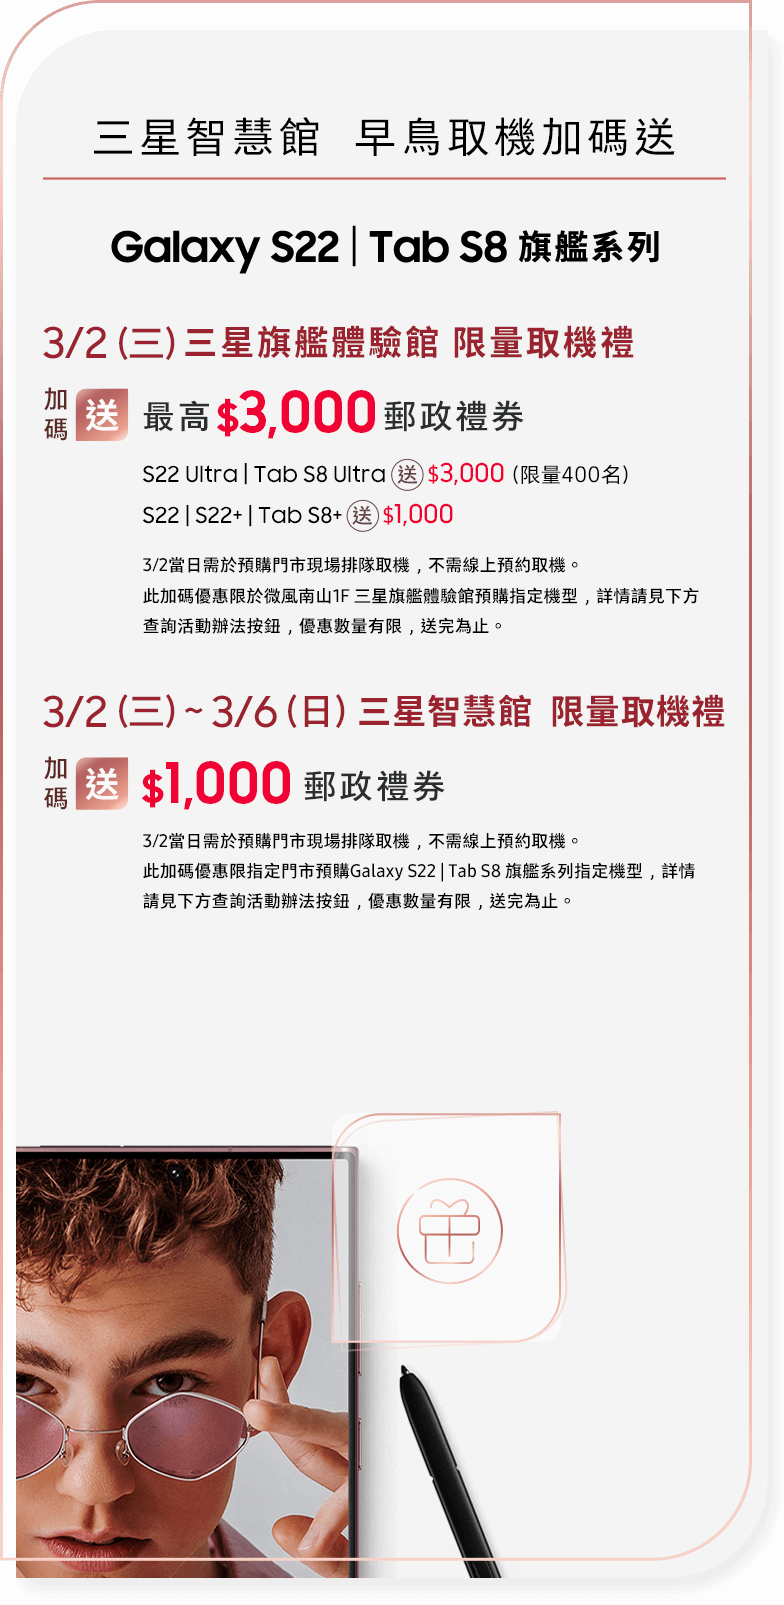 三星智慧館 早鳥取機加碼送
Galaxy S22 | Tab S8 旗艦系列
3/2 (三) 三星旗艦體驗館 限量取機禮
加碼 送 最高 $3,000 郵政禮券
S22 Ultra | Tab S8 Ultra 送 $3,000 (限量400名)
S22 | S22+ | Tab S8+ 送 $1,000
3/2當日需於預購門市現場排隊取機，不需線上預約取機。
此加碼優惠限於微風南山1F 三星旗艦體驗館預購指定機型，詳情請見下方
查詢活動辦法按鈕，優惠數量有限，送完為止。
3/2 (三) ~ 3/6 (日) 三星智慧館 限量取機禮
加碼 送 $1,000 郵政禮券
3/2當日需於預購門市現場排隊取機，不需線上預約取機。
此加碼優惠限指定門市預購Galaxy S22 | Tab S8 旗艦系列指定機型，詳情
請見下方查詢活動辦法按鈕，優惠數量有限，送完為止。